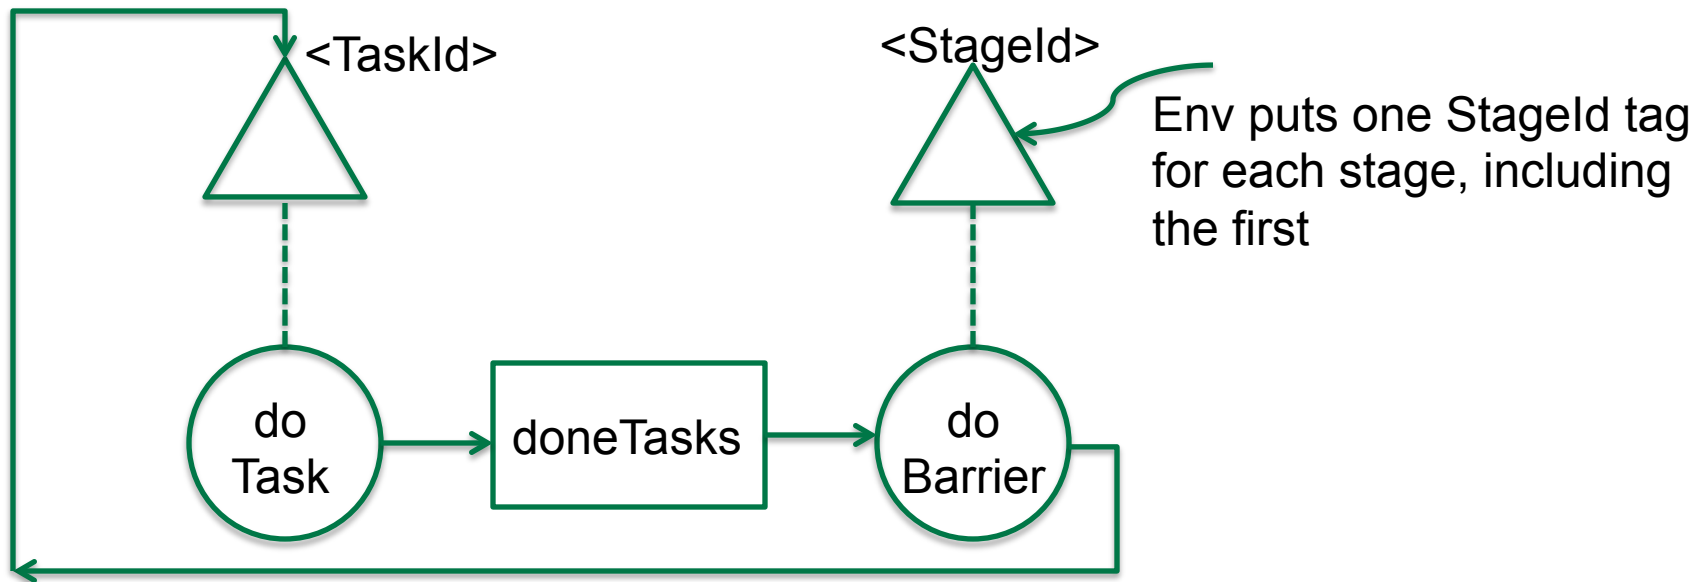 <TaskId>
<StageId>
Env puts one StageId tag
for each stage, including
the first
do
Task
doneTasks
do
Barrier